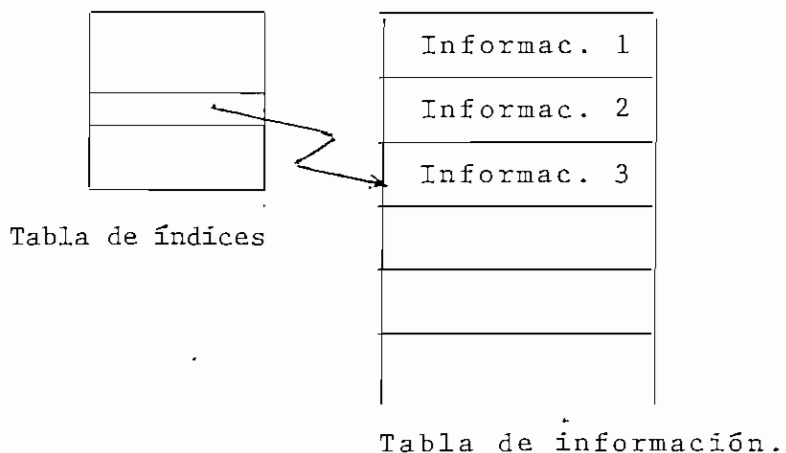 Informac. 1
Informac. 2
Informac. 3
Tabla de índices
Tabla de información.